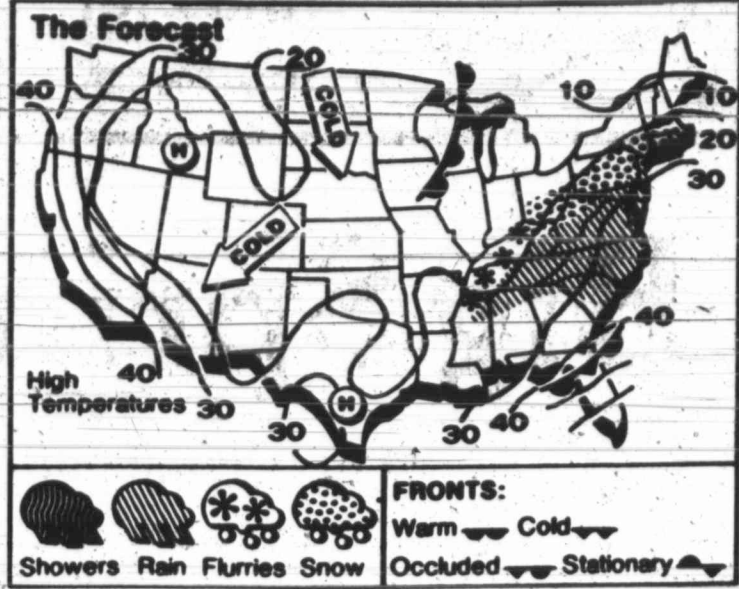 The Forecast
30
20
40
10
10
COLD
20
H
30
COLD
40
High
Temperatures
40
30
H
30
30
40
FRONTS:
Warm Cold
Showers Rain Flurries Snow
Occluded Stationary